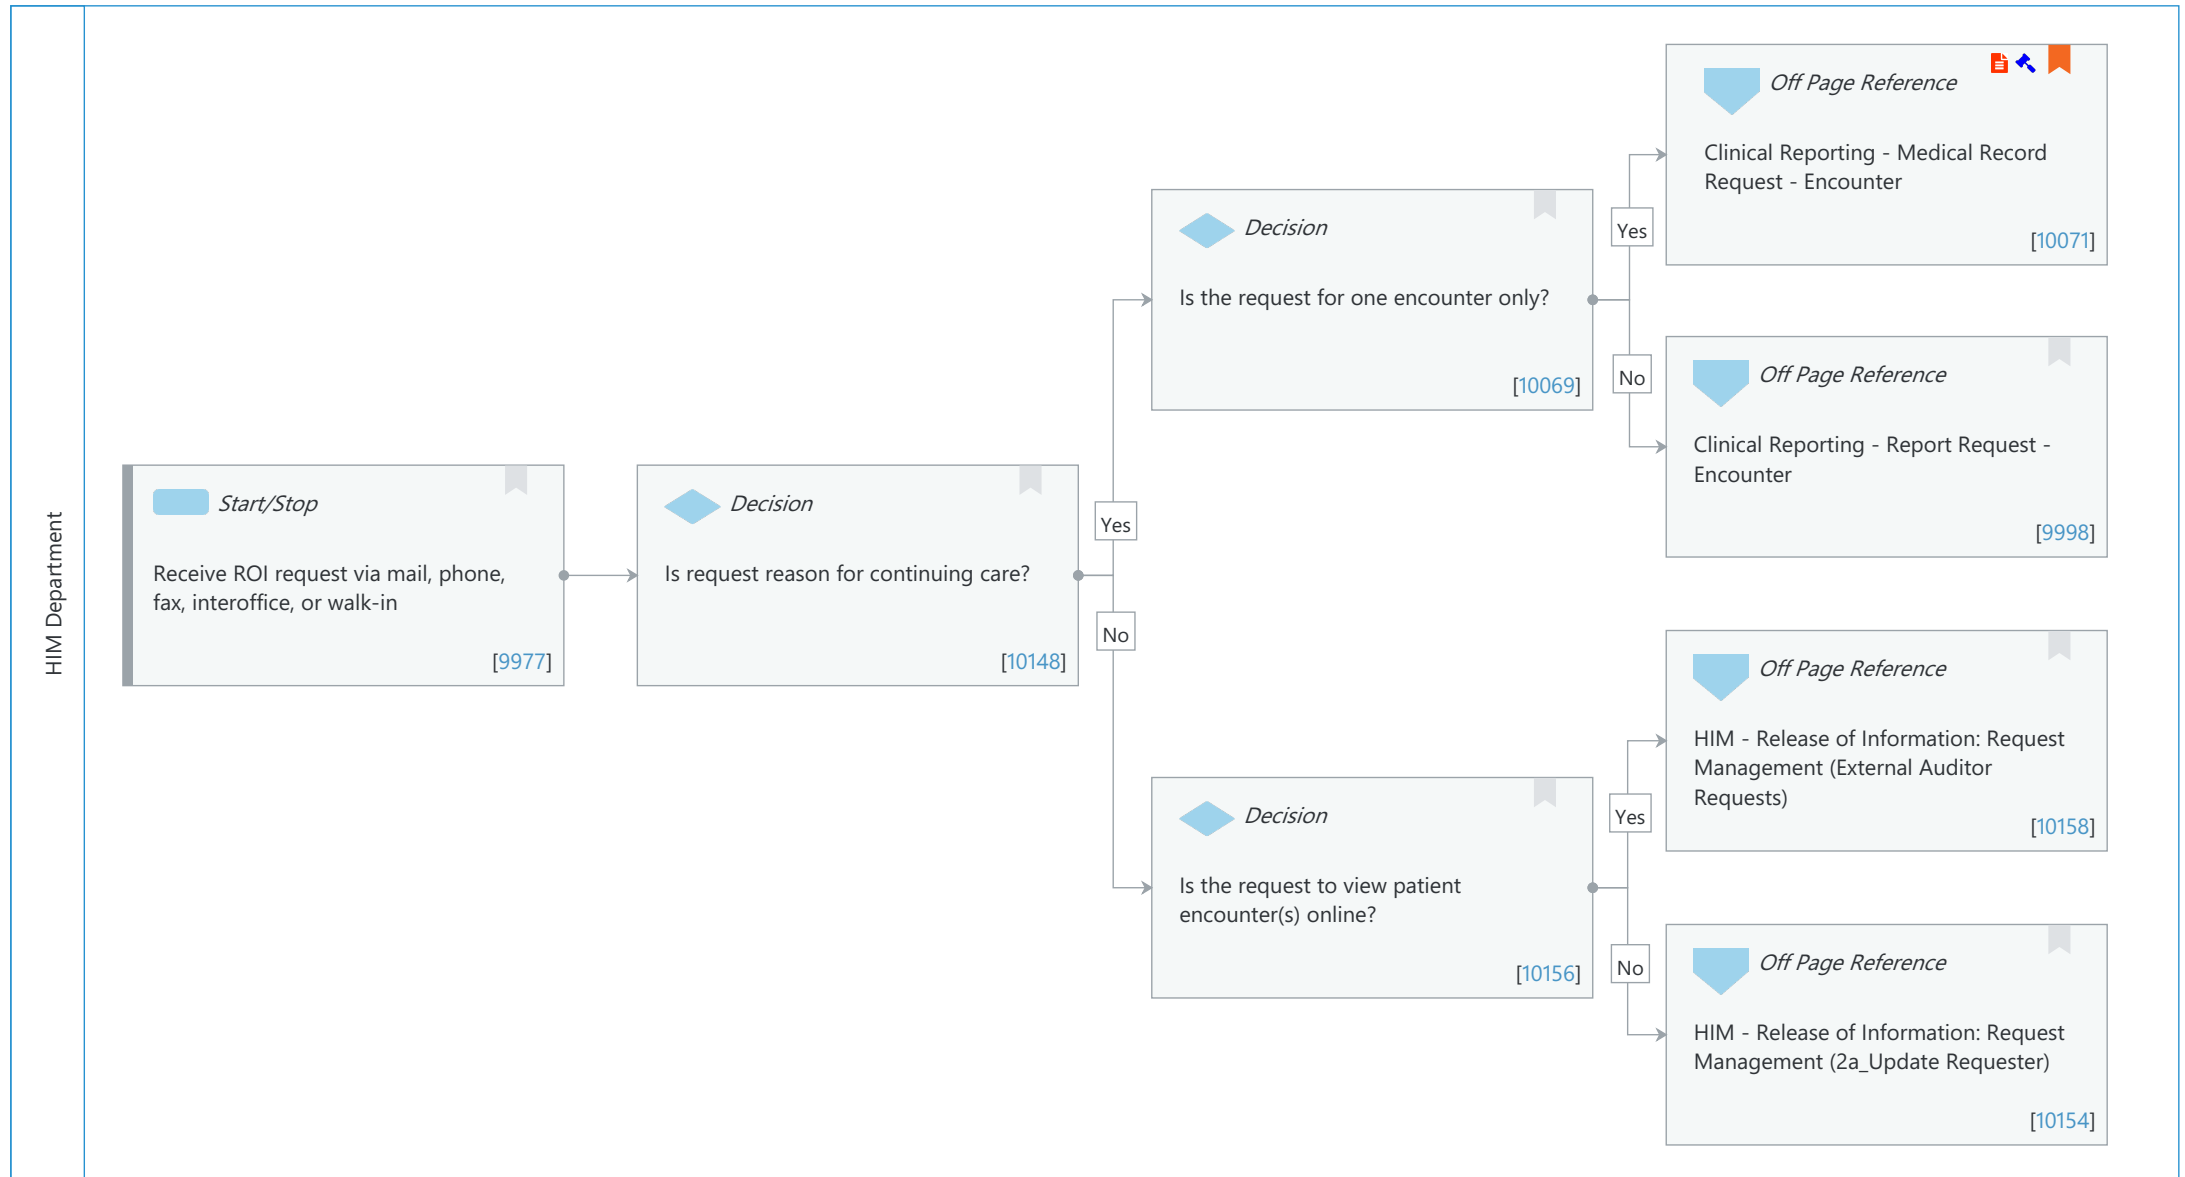 HIM Department
Start/Stop
Receive ROI request via mail, phone,
fax, interoffice, or walk-in
[9977]
Decision
Is request reason for continuing care?
[10148]
Yes
No
Decision
Is the request for one encounter only?
[10069]
Yes
No
Off Page Reference
Clinical Reporting - Medical Record
Request - Encounter
[10071]
Off Page Reference
Clinical Reporting - Report Request -
Encounter
[9998]
Decision
Is the request to view patient
encounter(s) online?
[10156]
Yes
No
Off Page Reference
HIM - Release of Information: Request
Management (External Auditor
Requests)
[10158]
Off Page Reference
HIM - Release of Information: Request
Management (2a_Update Requester)
[10154]